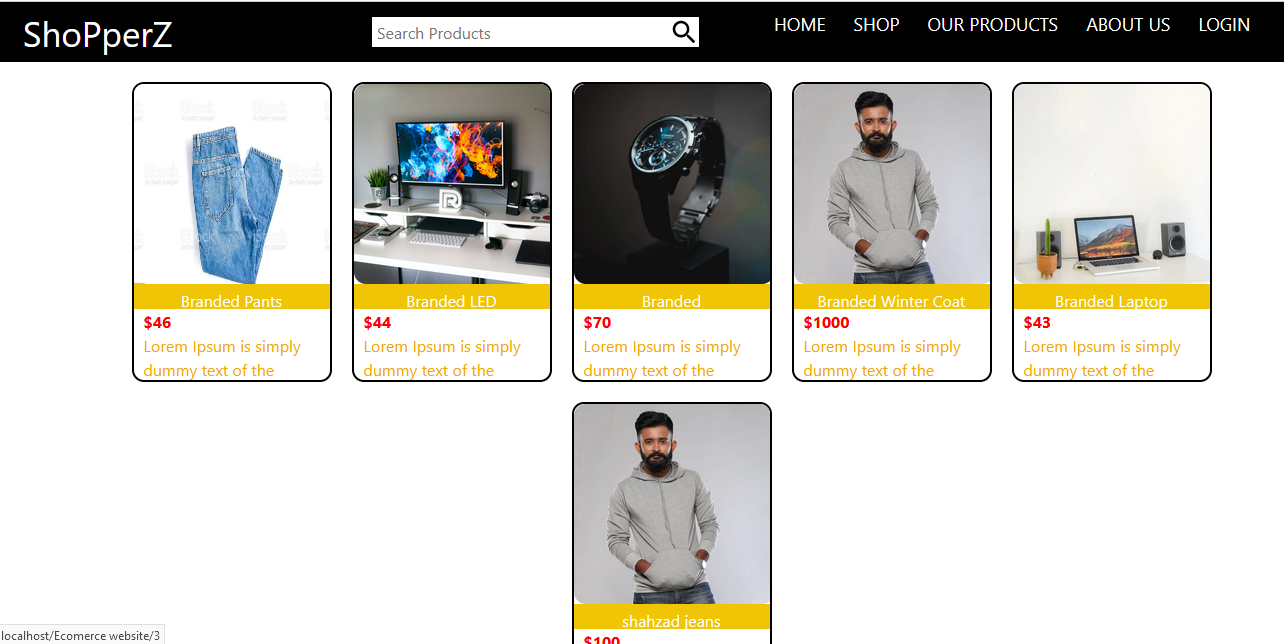 ShoPperZ
Search Products
HOME SHOP OUR PRODUCTS ABOUT US LOGIN
iStock
Branded Pants
$46
Lorem Ipsum is simply
dummy text of the
Branded LED
$44
Lorem Ipsum is simply
dummy text of the
Branded
$70
Lorem Ipsum is simply
dummy text of the
Branded Winter Coat
$1000
Lorem Ipsum is simply
dummy text of the
Branded Laptop
$43
Lorem Ipsum is simply
dummy text of the
shahzad jeans
$100
localhost/Ecomerce website/3